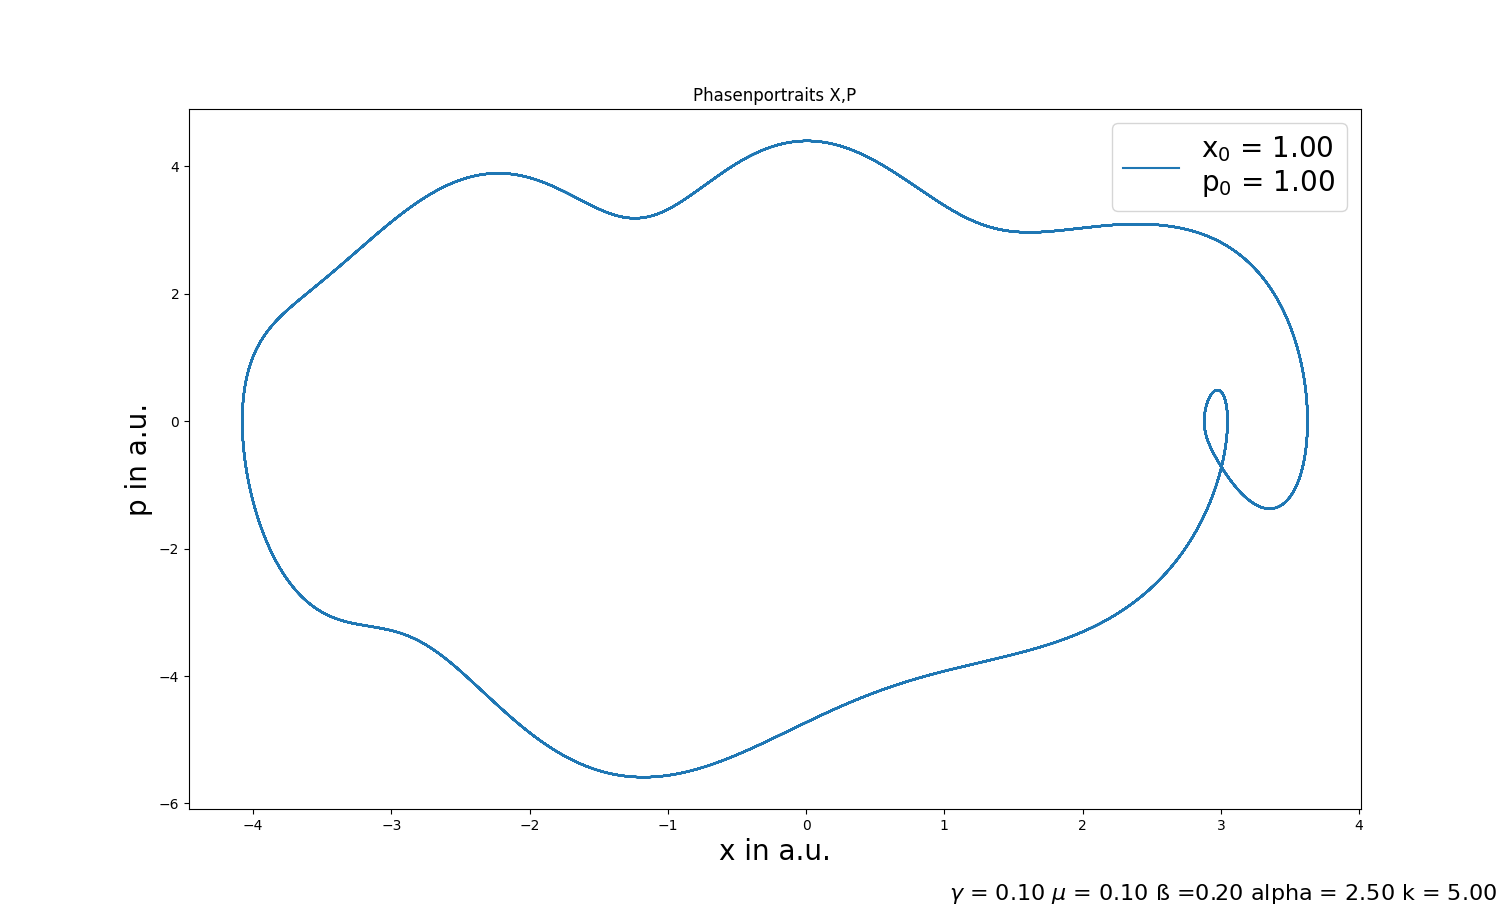 Phasenportraits X,P
x₀ = 1.00
p₀ = 1.00
4
2
0
−2
−4
−6
p in a.u.
−4 −3 −2 −1 0 1 2 3 4
x in a.u.
γ = 0.10 μ = 0.10 ß =0.20 alpha = 2.50 k = 5.00